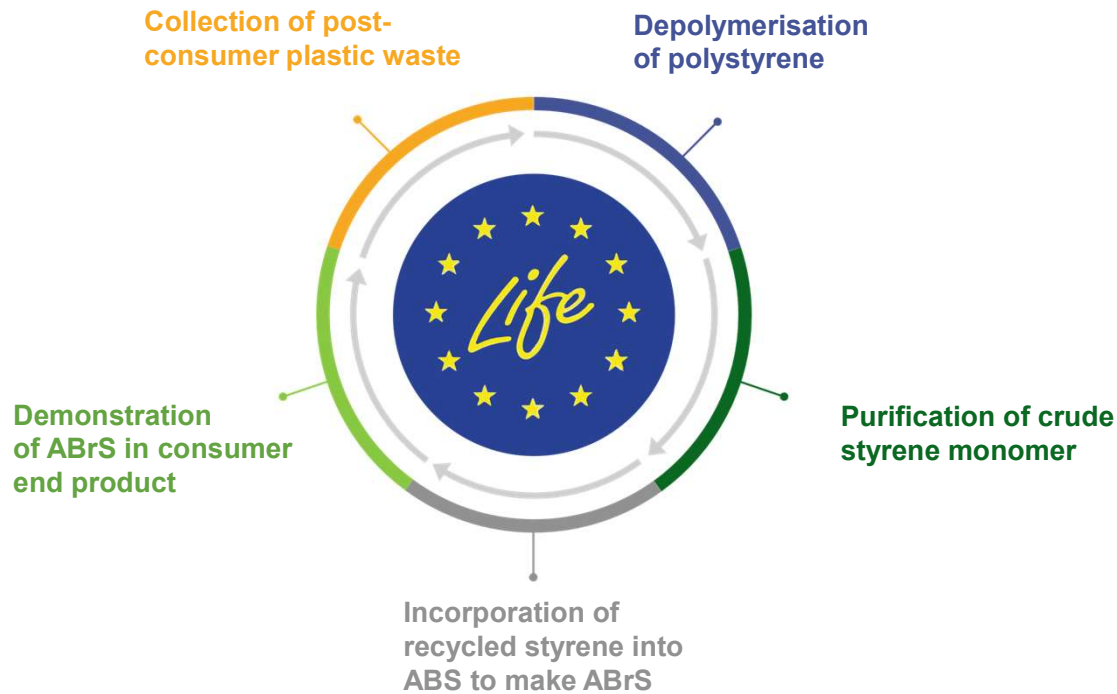 Collection of post-
consumer plastic waste
Depolymerisation
of polystyrene
Life
Demonstration
of ABrS in consumer
end product
Purification of crude
styrene monomer
Incorporation of
recycled styrene into
ABS to make ABrS